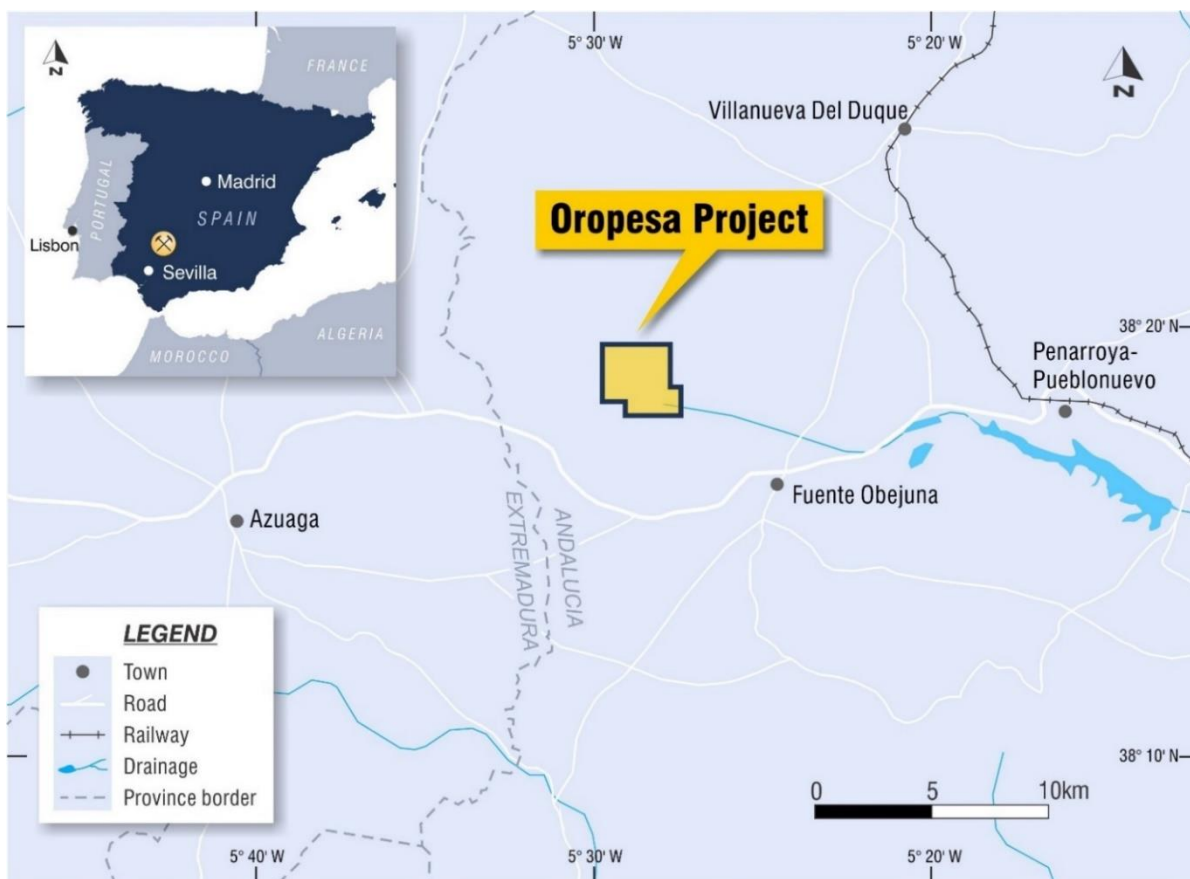 5° 30' W
5° 20' W
N
FRANCE
PORTUGAL
Madrid
SPAIN
Lisbon
Sevilla
ALGERIA
MOROCCO
N
Villanueva Del Duque
Oropesa Project
38° 20' N
Penarroya-
Pueblonuevo
Fuente Obejuna
Azuaga
EXTREMADURA
ANDALUCIA
LEGEND
Town
Road
Railway
Drainage
Province border
38° 10' N
0 5 10km
5° 40' W
5° 30' W
5° 20' W